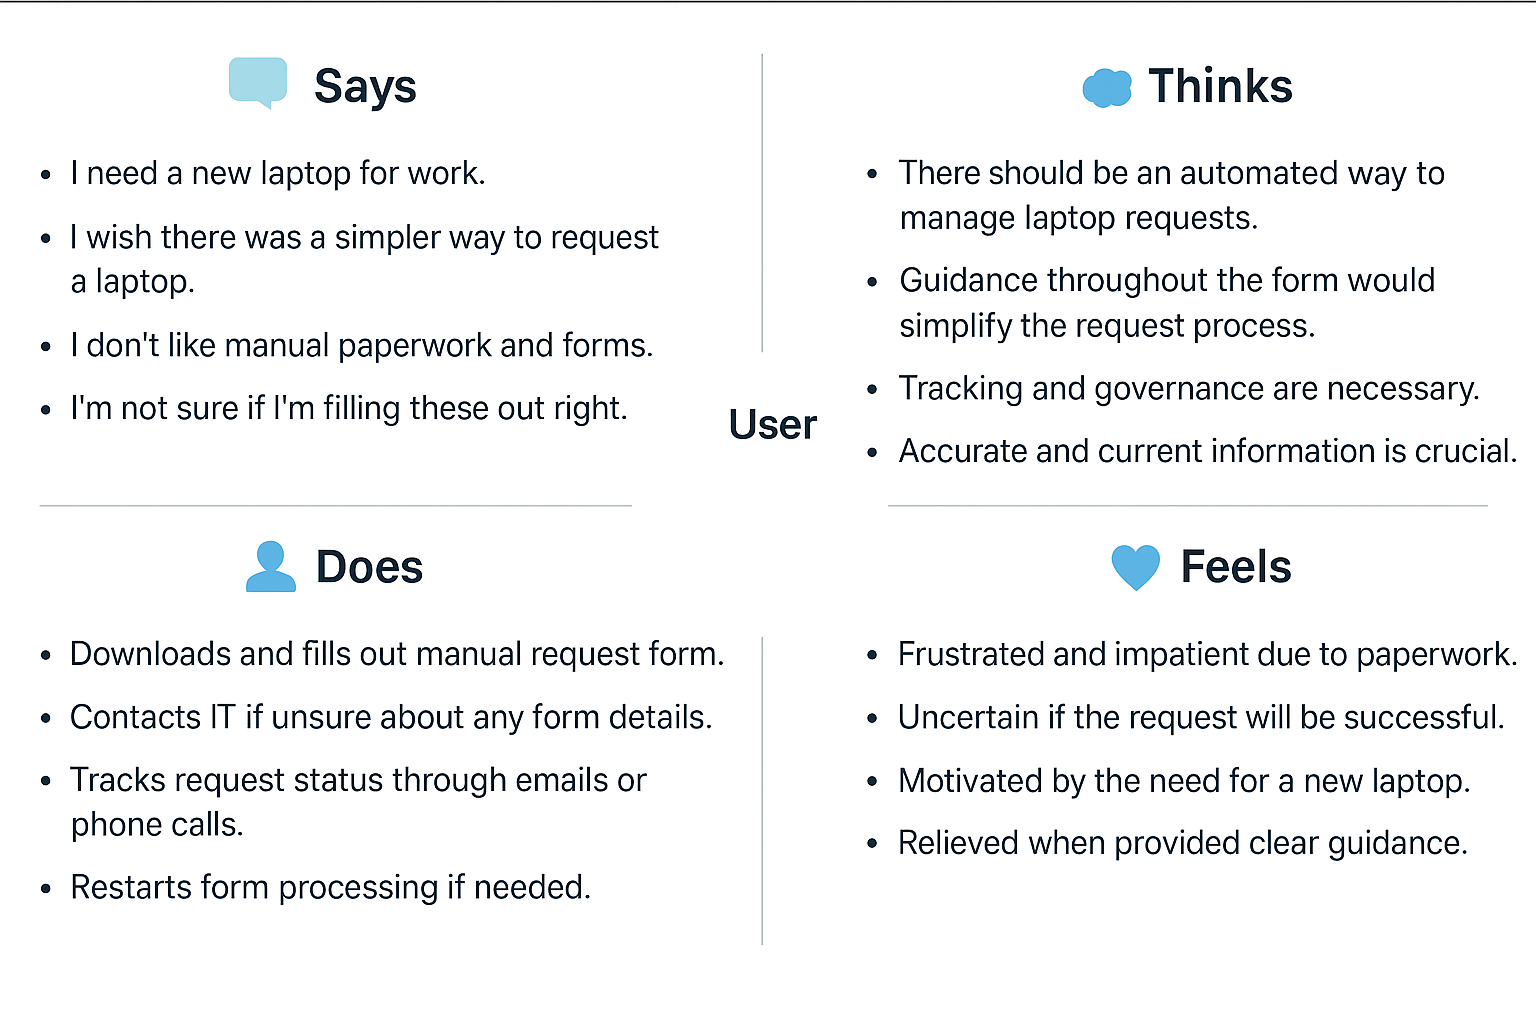 Says
• I need a new laptop for work.
• I wish there was a simpler way to request
a laptop.
• I don't like manual paperwork and forms.
• I'm not sure if I'm filling these out right.
Thinks
• There should be an automated way to
manage laptop requests.
• Guidance throughout the form would
simplify the request process.
• Tracking and governance are necessary.
• Accurate and current information is crucial.
User
Does
• Downloads and fills out manual request form.
• Contacts IT if unsure about any form details.
• Tracks request status through emails or
phone calls.
• Restarts form processing if needed.
Feels
• Frustrated and impatient due to paperwork.
• Uncertain if the request will be successful.
• Motivated by the need for a new laptop.
• Relieved when provided clear guidance.